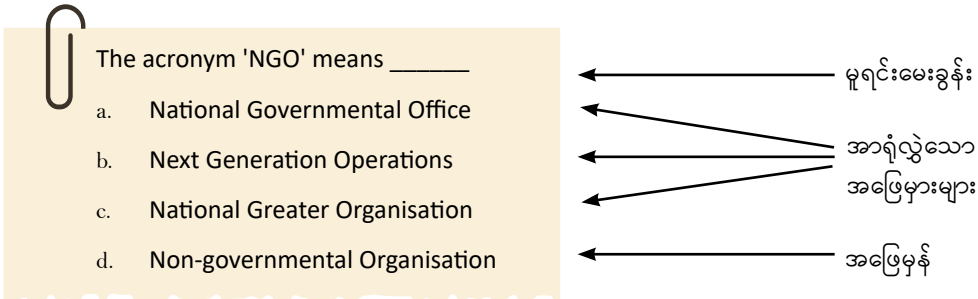 The acronym 'NGO' means ______
a. National Governmental Office
b. Next Generation Operations
c. National Greater Organisation
d. Non-governmental Organisation
မူရင်းမေးခွန်း
အာရုံလွှဲသော
အဖြေမှားများ
အဖြေမှန်